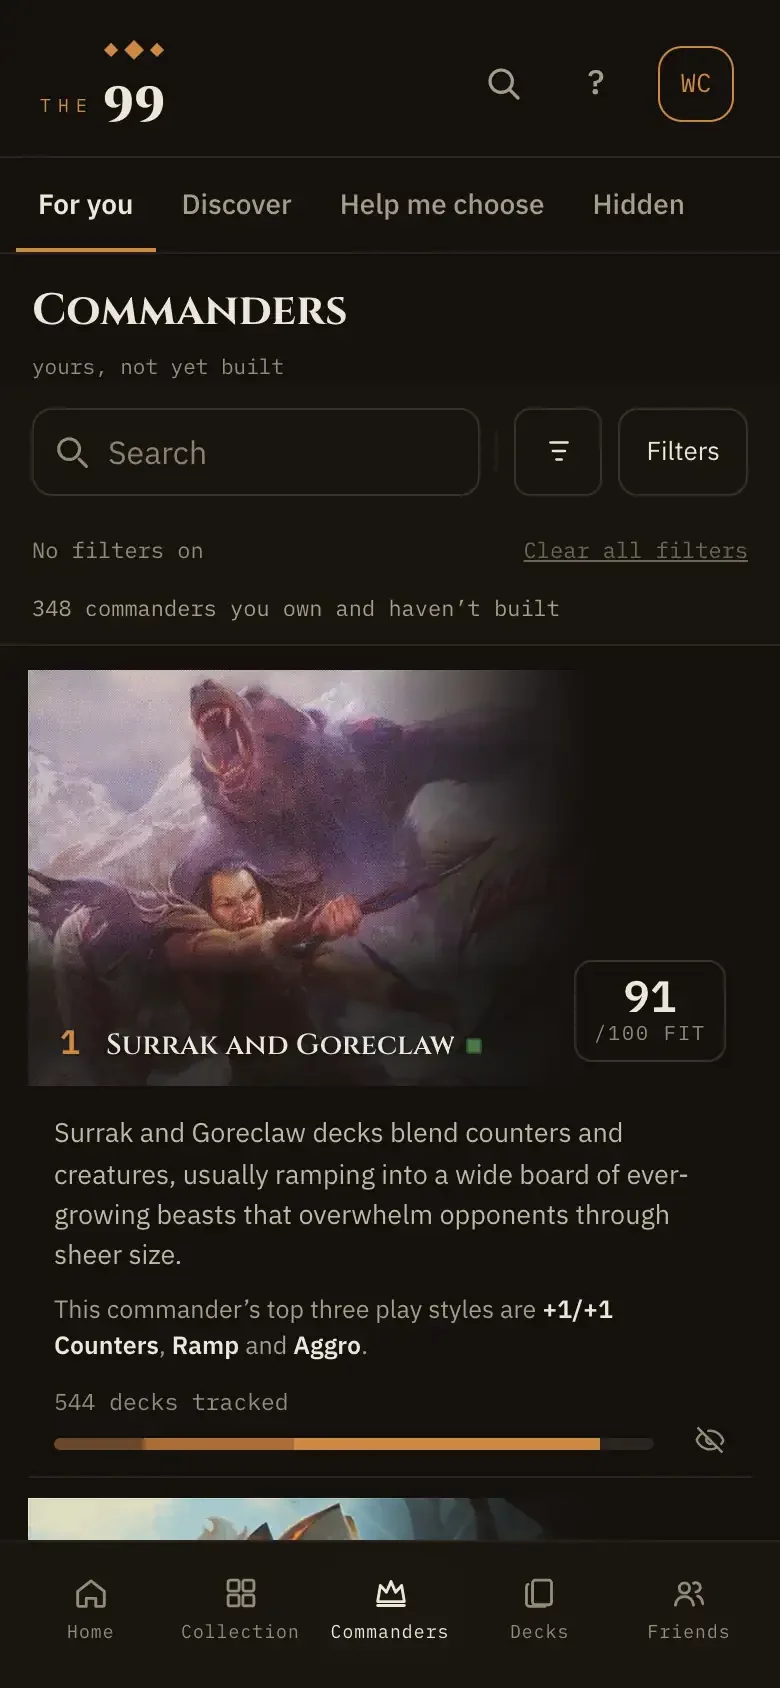 THE 99
?
WC
For you
Discover
Help me choose
Hidden
Commanders
yours, not yet built
Search
Filters
No filters on
Clear all filters
348 commanders you own and haven’t built
1 Surrak and Goreclaw
91
/100 FIT
Surrak and Goreclaw decks blend counters and
creatures, usually ramping into a wide board of ever-
growing beasts that overwhelm opponents through
sheer size.
This commander’s top three play styles are +1/+1
Counters, Ramp and Aggro.
544 decks tracked
Home
Collection
Commanders
Decks
Friends